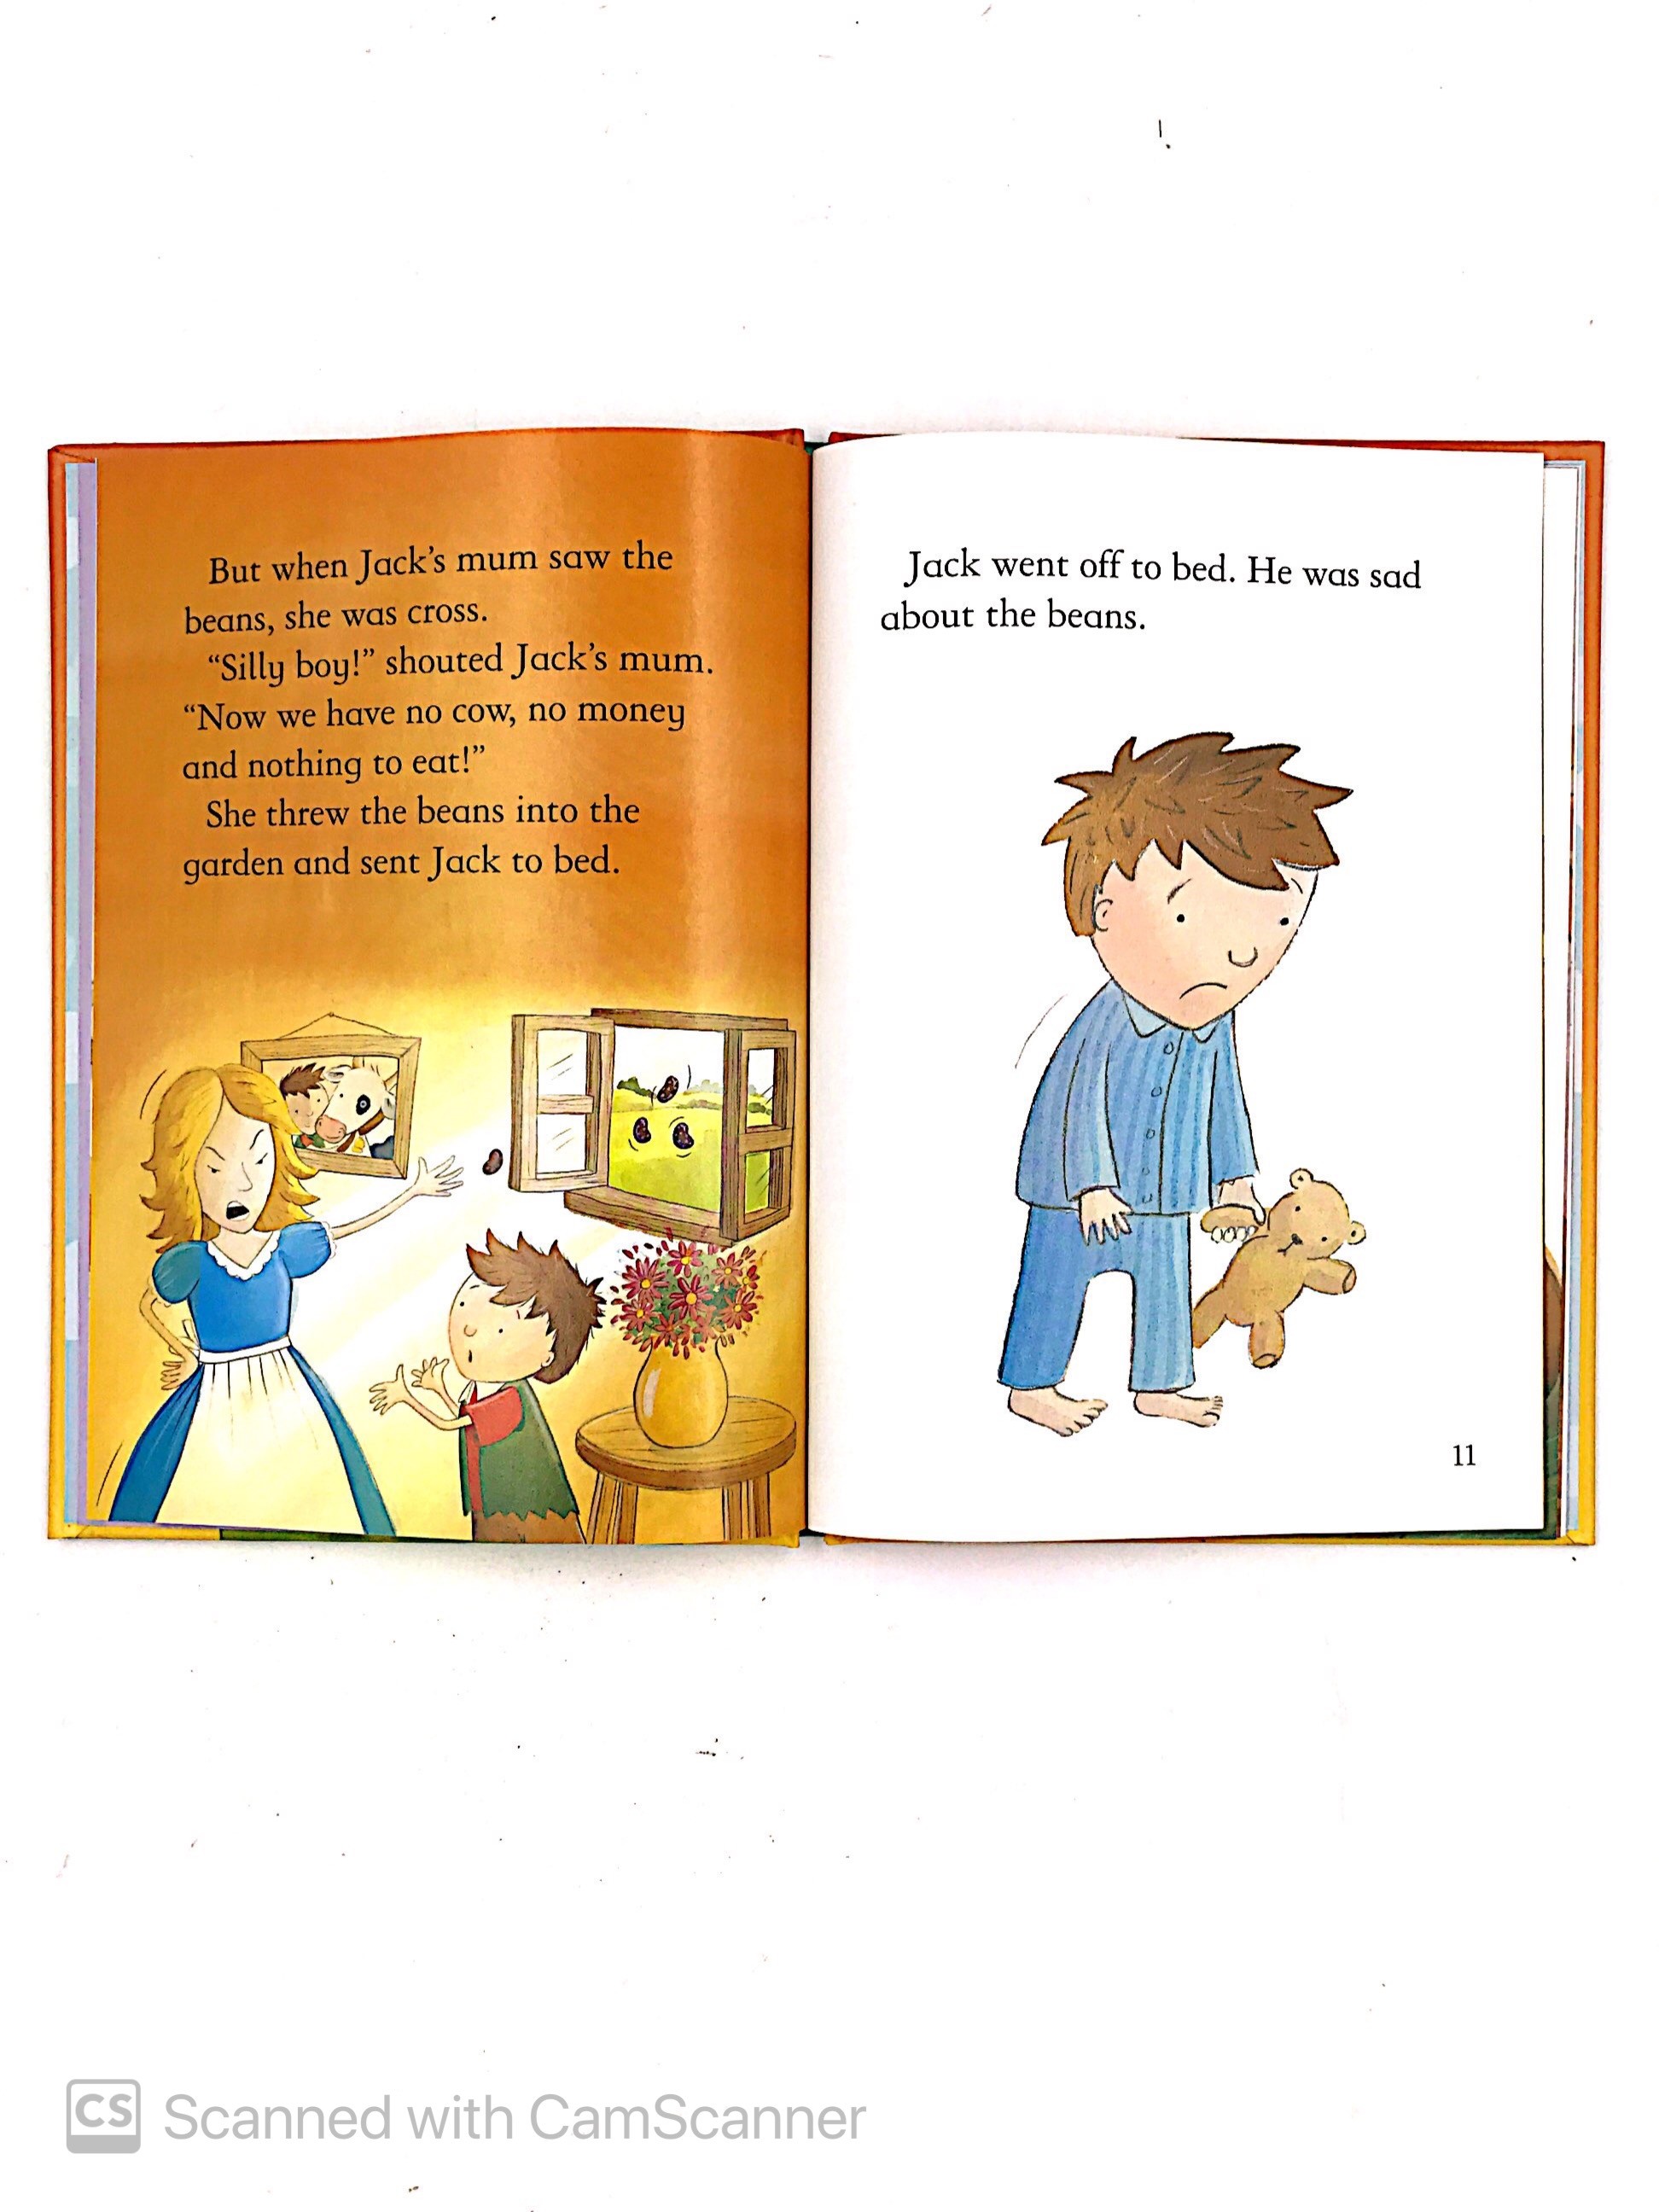 But when Jack's mum saw the
beans, she was cross.
“Silly boy!” shouted Jack's mum.
“Now we have no cow, no money
and nothing to eat!”
She threw the beans into the
garden and sent Jack to bed.
Jack went off to bed. He was sad
about the beans.
11
CS Scanned with CamScanner